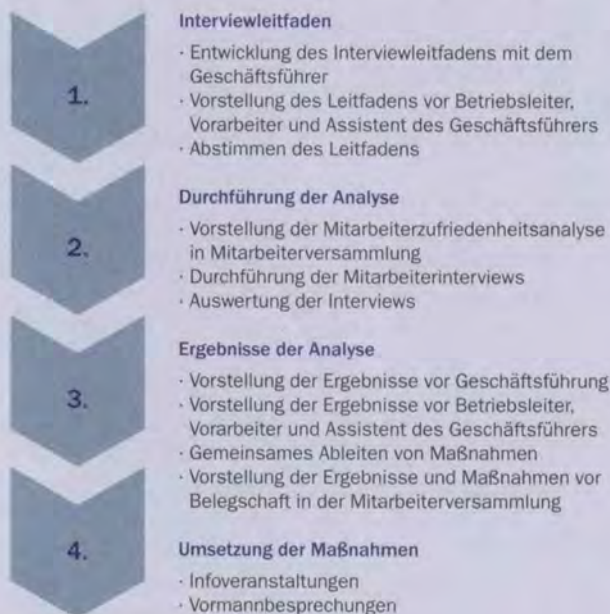 1.
Interviewleitfaden
· Entwicklung des Interviewleitfadens mit dem
Geschäftsführer
· Vorstellung des Leitfadens vor Betriebsleiter,
Vorarbeiter und Assistent des Geschäftsführers
· Abstimmen des Leitfadens
2.
Durchführung der Analyse
· Vorstellung der Mitarbeiterzufriedenheitsanalyse
in Mitarbeiterversammlung
· Durchführung der Mitarbeiterinterviews
· Auswertung der Interviews
3.
Ergebnisse der Analyse
· Vorstellung der Ergebnisse vor Geschäftsführung
· Vorstellung der Ergebnisse vor Betriebsleiter,
Vorarbeiter und Assistent des Geschäftsführers
· Gemeinsames Ableiten von Maßnahmen
· Vorstellung der Ergebnisse und Maßnahmen vor
Belegschaft in der Mitarbeiterversammlung
4.
Umsetzung der Maßnahmen
· Infoveranstaltungen
· Vormannbesprechungen